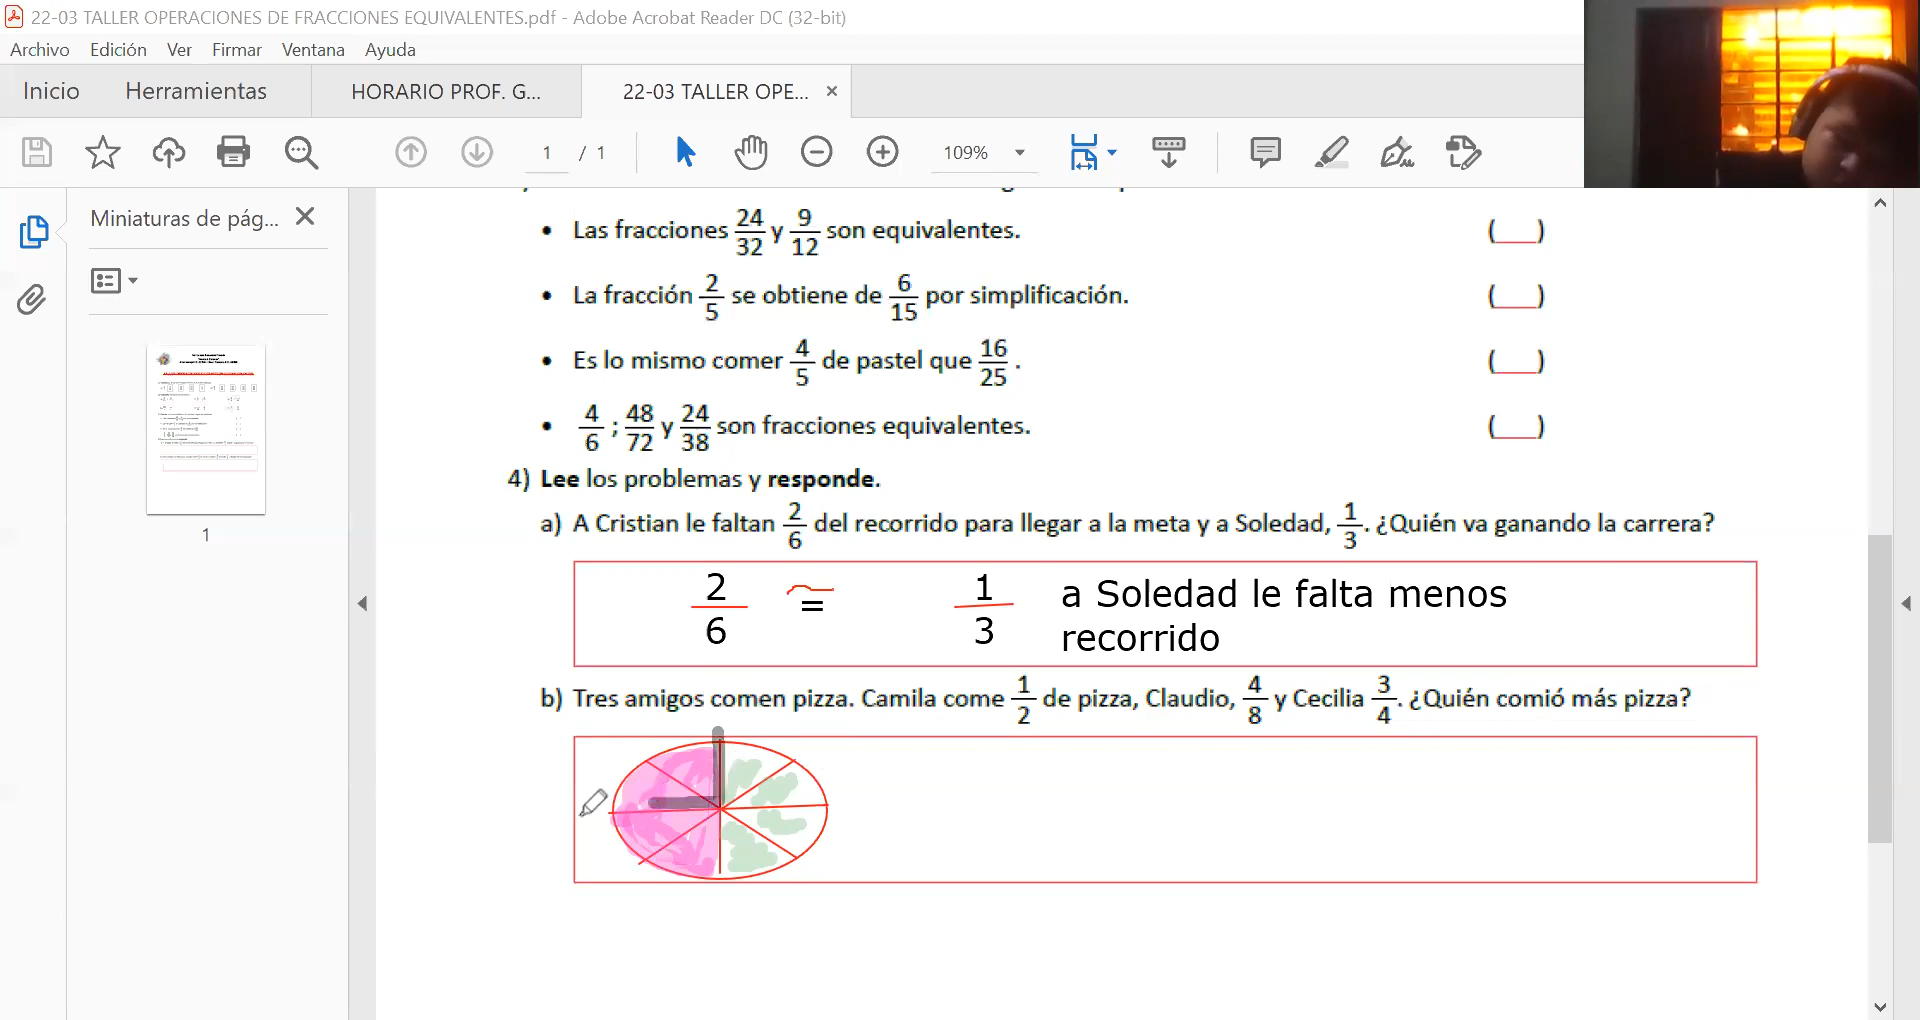 22-03 TALLER OPERACIONES DE FRACCIONES EQUIVALENTES.pdf - Adobe Acrobat Reader DC (32-bit)
Archivo Edición Ver Firmar Ventana Ayuda
Inicio Herramientas HORARIO PROF. G... 22-03 TALLER OPE... ×
1 / 1 109%
Miniaturas de pág...
1
• Las fracciones 24/32 y 9/12 son equivalentes. (___)
• La fracción 2/5 se obtiene de 6/15 por simplificación. (___)
• Es lo mismo comer 4/5 de pastel que 16/25 . (___)
• 4/6 ; 48/72 y 24/38 son fracciones equivalentes. (___)
4) Lee los problemas y responde.
a) A Cristian le faltan 2/6 del recorrido para llegar a la meta y a Soledad, 1/3. ¿Quién va ganando la carrera?
2/6 = 1/3 a Soledad le falta menos
recorrido
b) Tres amigos comen pizza. Camila come 1/2 de pizza, Claudio, 4/8 y Cecilia 3/4. ¿Quién comió más pizza?